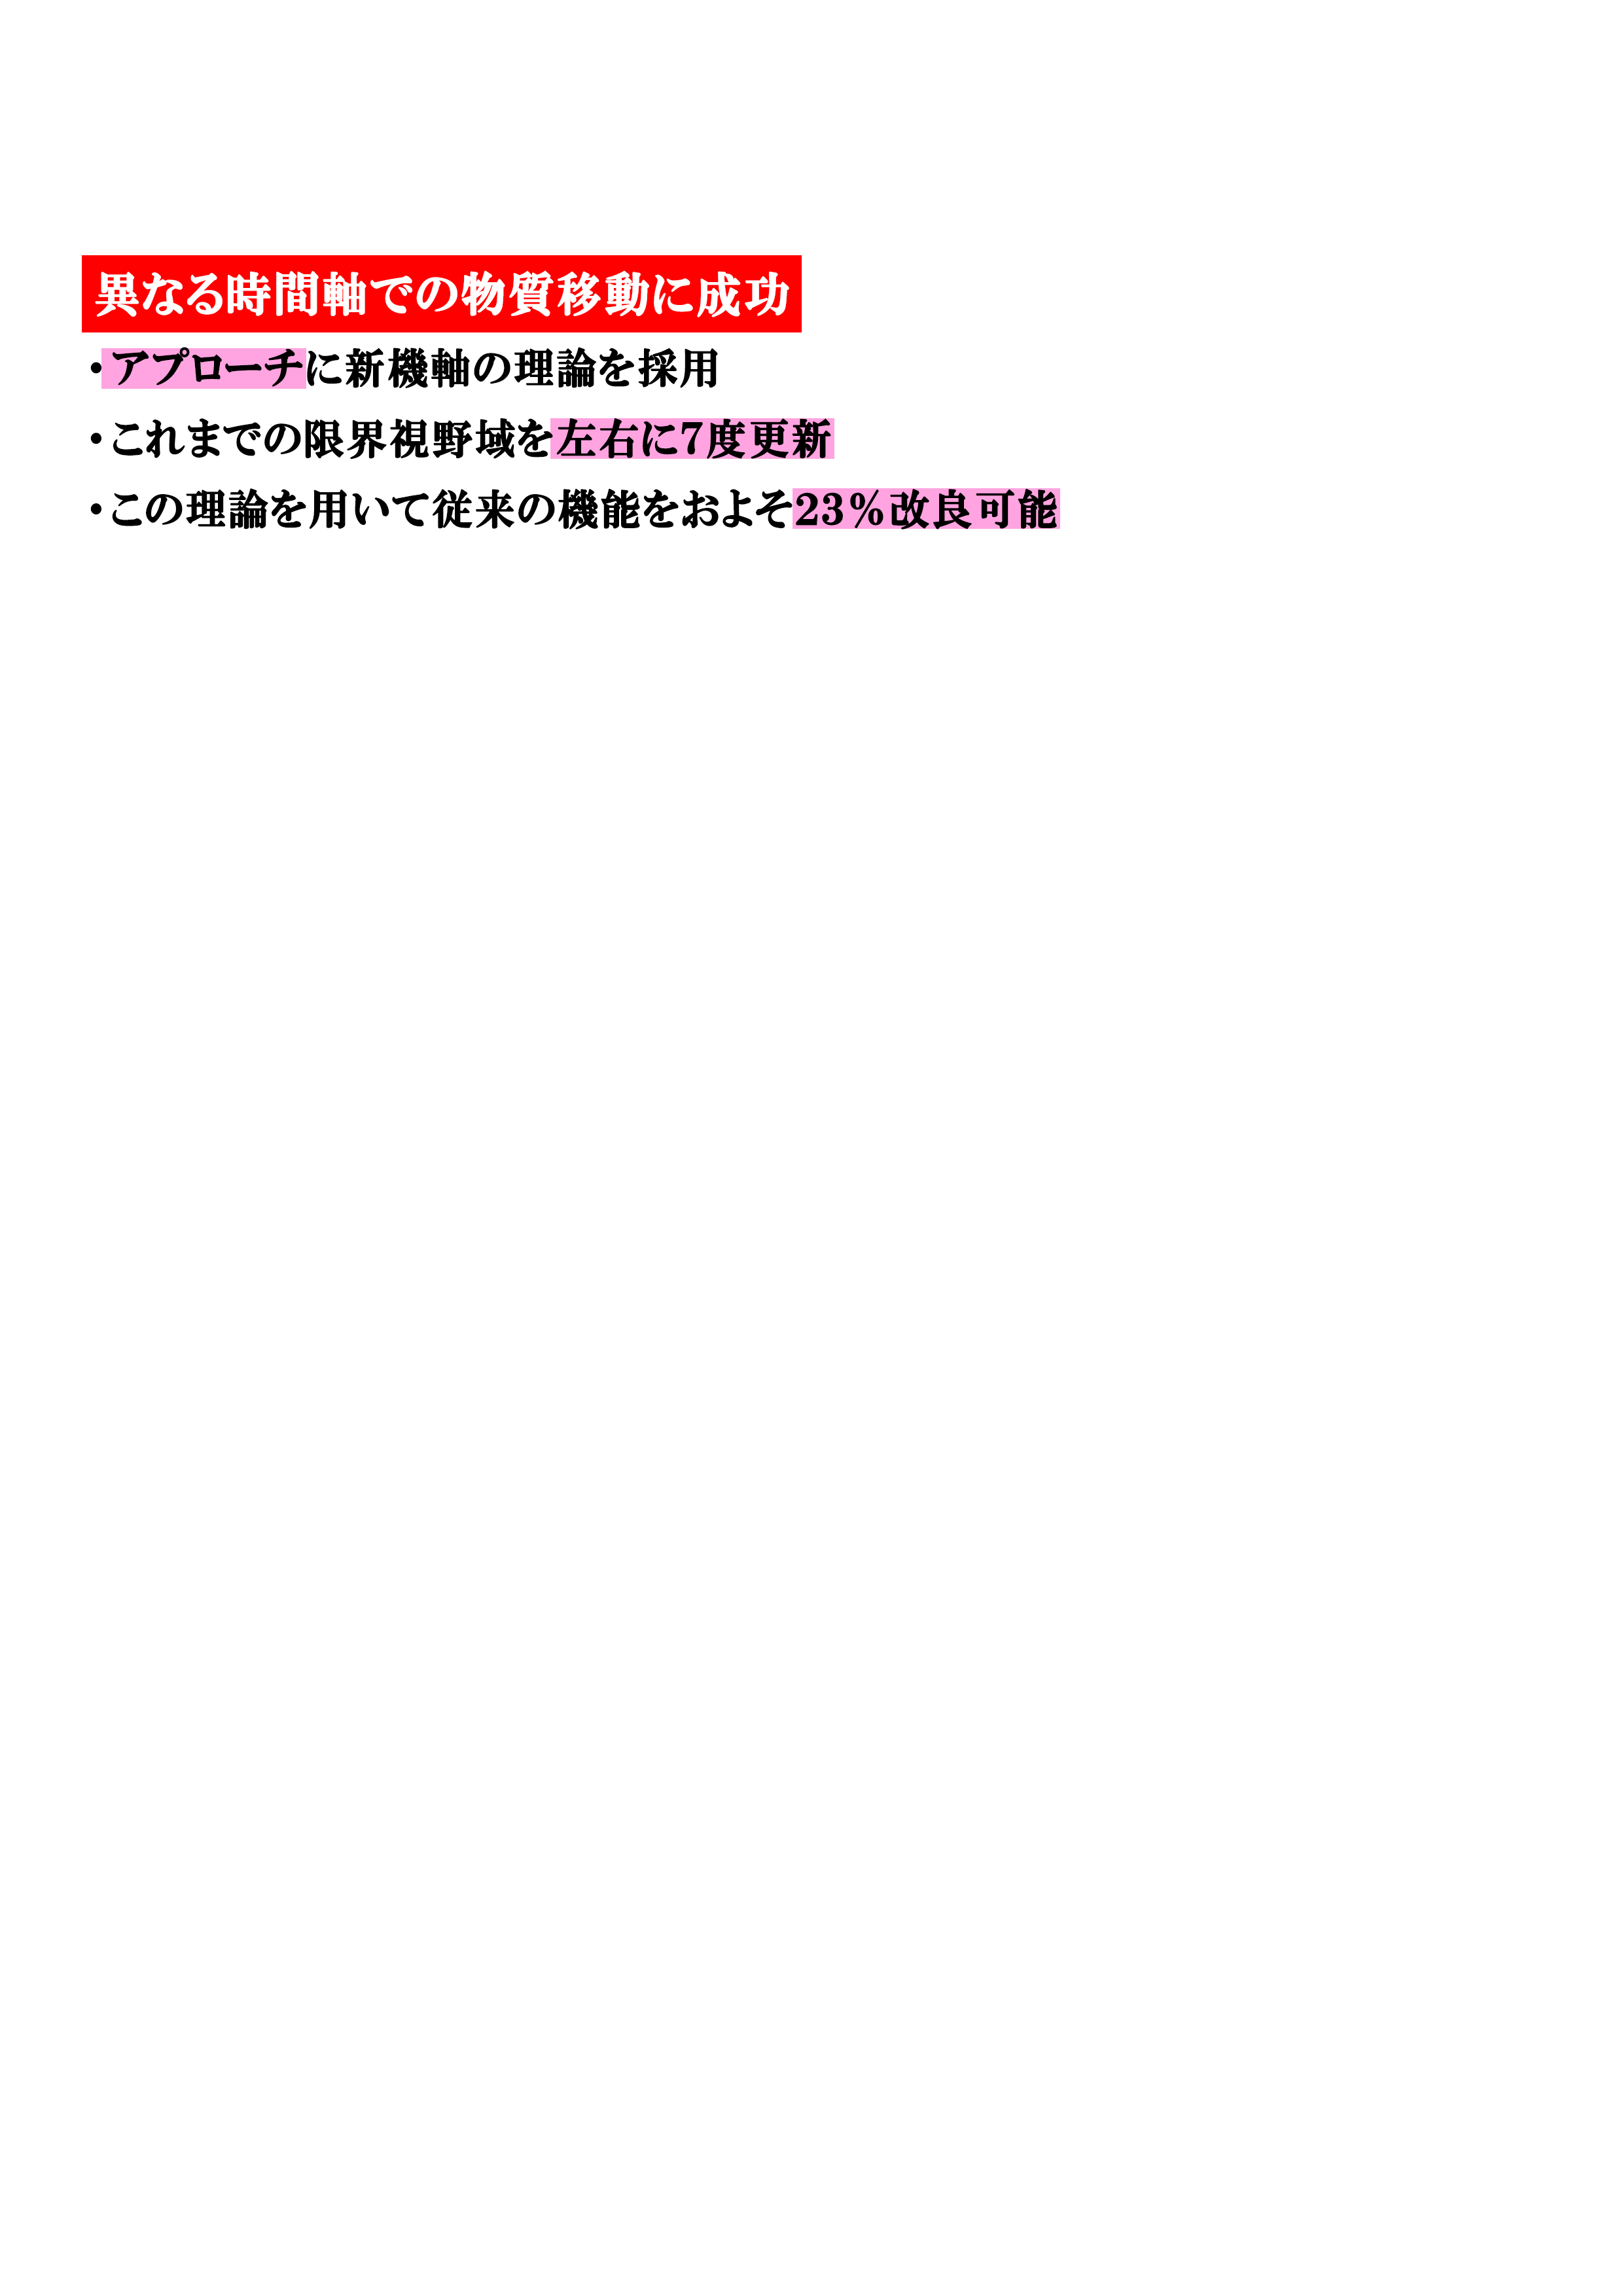 異なる時間軸での物質移動に成功
・アプローチに新機軸の理論を採用
・これまでの限界視野域を左右に7度更新
・この理論を用いて従来の機能をおよそ23％改良可能